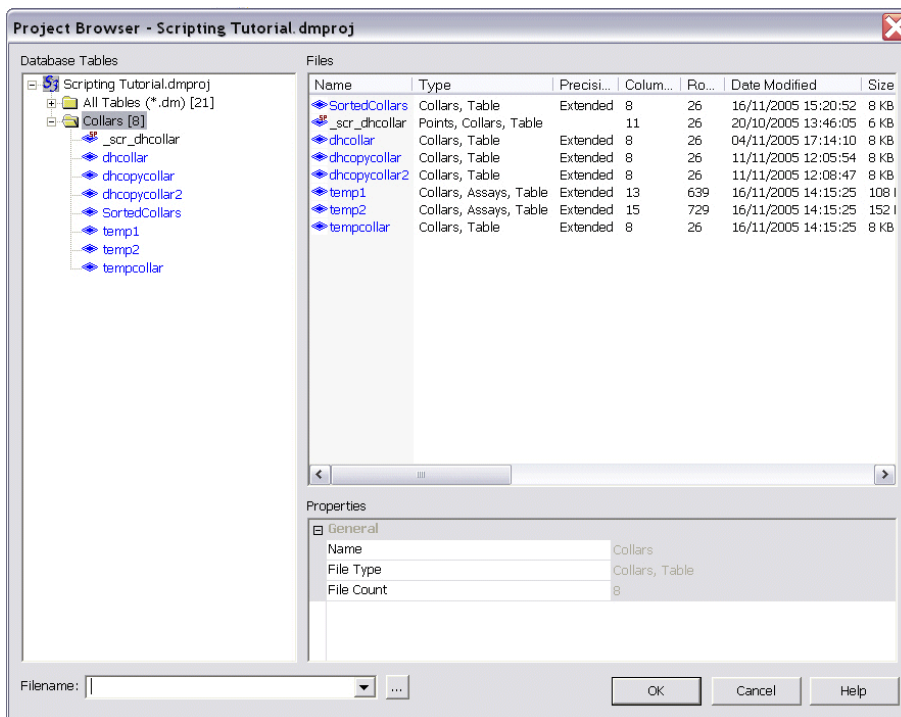 Project Browser - Scripting Tutorial.dmproj
Database Tables
Scripting Tutorial.dmproj
All Tables (*.dm) [21]
Collars [8]
_scr_dhcollar
dhcollar
dhcopycollar
dhcopycollar2
SortedCollars
temp1
temp2
tempcollar
Files
Name Type Precisi... Colum... Ro... Date Modified Size
SortedCollars Collars, Table Extended 8 26 16/11/2005 15:20:52 8 KB
_scr_dhcollar Points, Collars, Table 11 26 20/10/2005 13:46:05 6 KB
dhcollar Collars, Table Extended 8 26 04/11/2005 17:14:10 8 KB
dhcopycollar Collars, Table Extended 8 26 11/11/2005 12:05:54 8 KB
dhcopycollar2 Collars, Table Extended 8 26 11/11/2005 12:08:47 8 KB
temp1 Collars, Assays, Table Extended 13 639 16/11/2005 14:15:25 108
temp2 Collars, Assays, Table Extended 15 729 16/11/2005 14:15:25 152
tempcollar Collars, Table Extended 8 26 16/11/2005 14:15:25 8 KB
Properties
General
Name Collars
File Type Collars, Table
File Count 8
Filename: ... OK Cancel Help